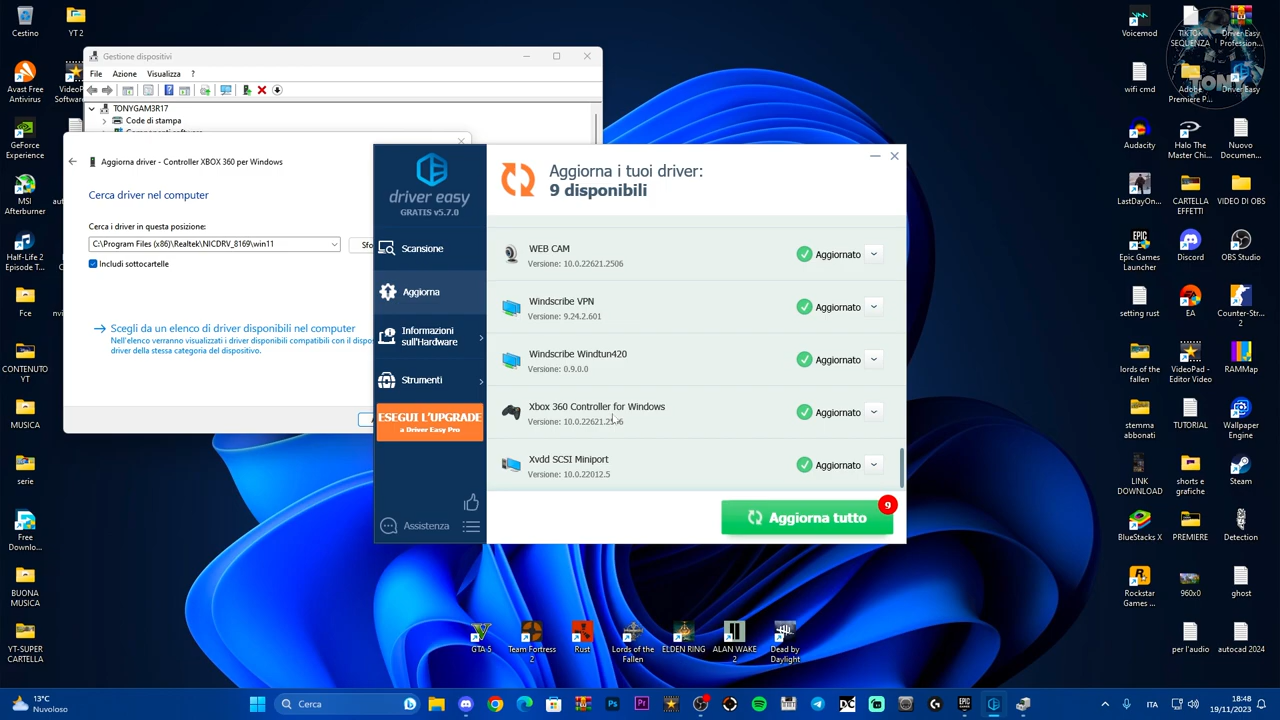 Cestino
YT 2
Avast Free
Antivirus
GeForce
Experience
MSI
Afterburner
Half-Life 2
Episode T...
Fce
CONTENUTO
YT
MUSICA
serie
Free
Downlo...
BUONA
MUSICA
YT-SUPER
CARTELLA
Gestione dispositivi
File
Azione
Visualizza
?
TONYGAM3R17
Code di stampa
Aggiorna driver - Controller XBOX 360 per Windows
Cerca driver nel computer
Cerca i driver in questa posizione:
C:\Program Files (x86)\Realtek\NICDRV_8169\win11
Sfo
Includi sottocartelle
Scegli da un elenco di driver disponibili nel computer
Nell'elenco verranno visualizzati i driver disponibili compatibili con il dispo
driver della stessa categoria del dispositivo.
driver easy
GRATIS v5.7.0
Scansione
Aggiorna
Informazioni
sull'Hardware
Strumenti
ESEGUI L'UPGRADE
a Driver Easy Pro
Assistenza
Aggiorna i tuoi driver:
9 disponibili
WEB CAM
Versione: 10.0.22621.2506
Aggiornato
Windscribe VPN
Versione: 9.24.2.601
Aggiornato
Windscribe Windtun420
Versione: 0.9.0.0
Aggiornato
Xbox 360 Controller for Windows
Versione: 10.0.22621.2506
Aggiornato
Xvdd SCSI Miniport
Versione: 10.0.22012.5
Aggiornato
Aggiorna tutto
9
Voicemod
TIKTOK
SEQUENZA
Driver Easy
Profession...
wifi cmd
Adobe
Premiere P...
TONY
Audacity
Halo The
Master Chi...
Nuovo
Documen...
LastDayOn...
CARTELLA
EFFETTI
VIDEO DI OBS
Epic Games
Launcher
Discord
OBS Studio
setting rust
EA
Counter-Str...
2
lords of the
fallen
VideoPad -
Editor Video
RAMMap
stemma
abbonati
TUTORIAL
Wallpaper
Engine
LINK
DOWNLOAD
shorts e
grafiche
Steam
BlueStacks X
PREMIERE
Detection
Rockstar
Games ...
960x0
ghost
per l'audio
autocad 2024
GTA 5
Team Fortress
2
Rust
Lords of the
Fallen
ELDEN RING
ALAN WAKE
2
Dead by
Daylight
13°C
Nuvoloso
Cerca
ITA
18:48
19/11/2023